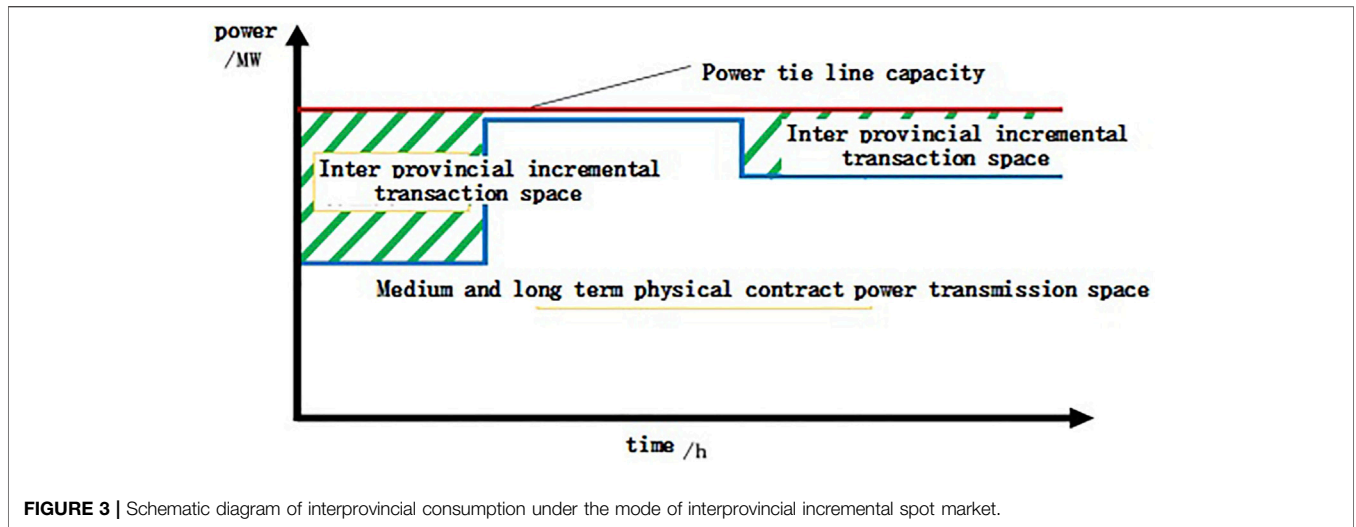 power
/MW
Power tie line capacity
Inter provincial incremental
transaction space
Inter provincial incremental
transaction space
Medium and long term physical contract power transmission space
time /h
FIGURE 3 | Schematic diagram of interprovincial consumption under the mode of interprovincial incremental spot market.